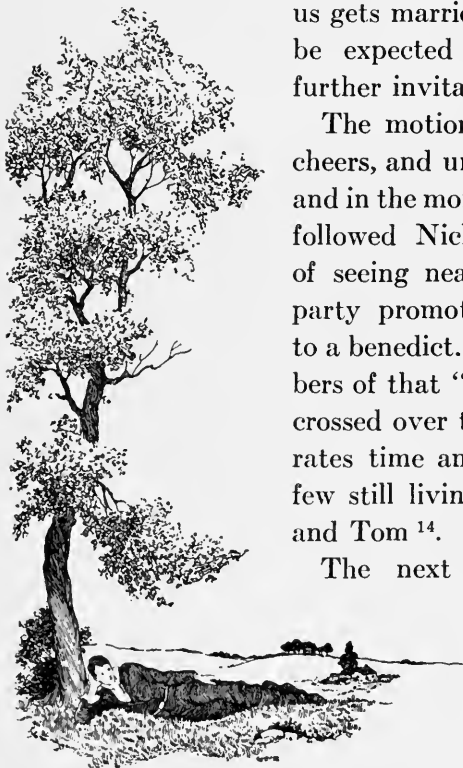 us gets marrie
be expected
further invita
The motion
cheers, and u
and in the mo
followed Nic
of seeing nea
party promot
to a benedict.
bers of that “
crossed over t
rates time an
few still livin
and Tom ¹⁴.
The next